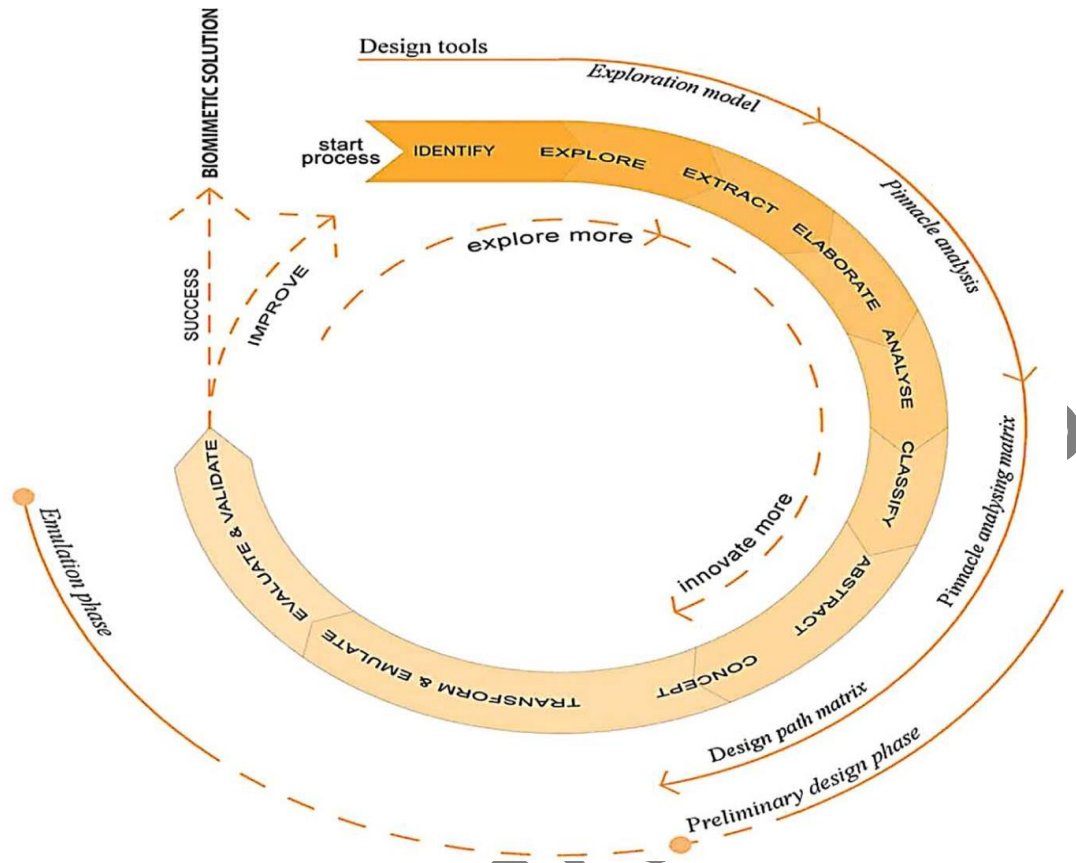 Design tools
Exploration model
Pinnacle analysis
Pinnacle analysing matrix
Design path matrix
Preliminary design phase
Emulation phase
BIOMIMETIC SOLUTION
SUCCESS
IMPROVE
start
process
IDENTIFY
EXPLORE
EXTRACT
ELABORATE
ANALYSE
CLASSIFY
ABSTRACT
CONCEPT
TRANSFORM & EMULATE
EVALUATE & VALIDATE
explore more
innovate more